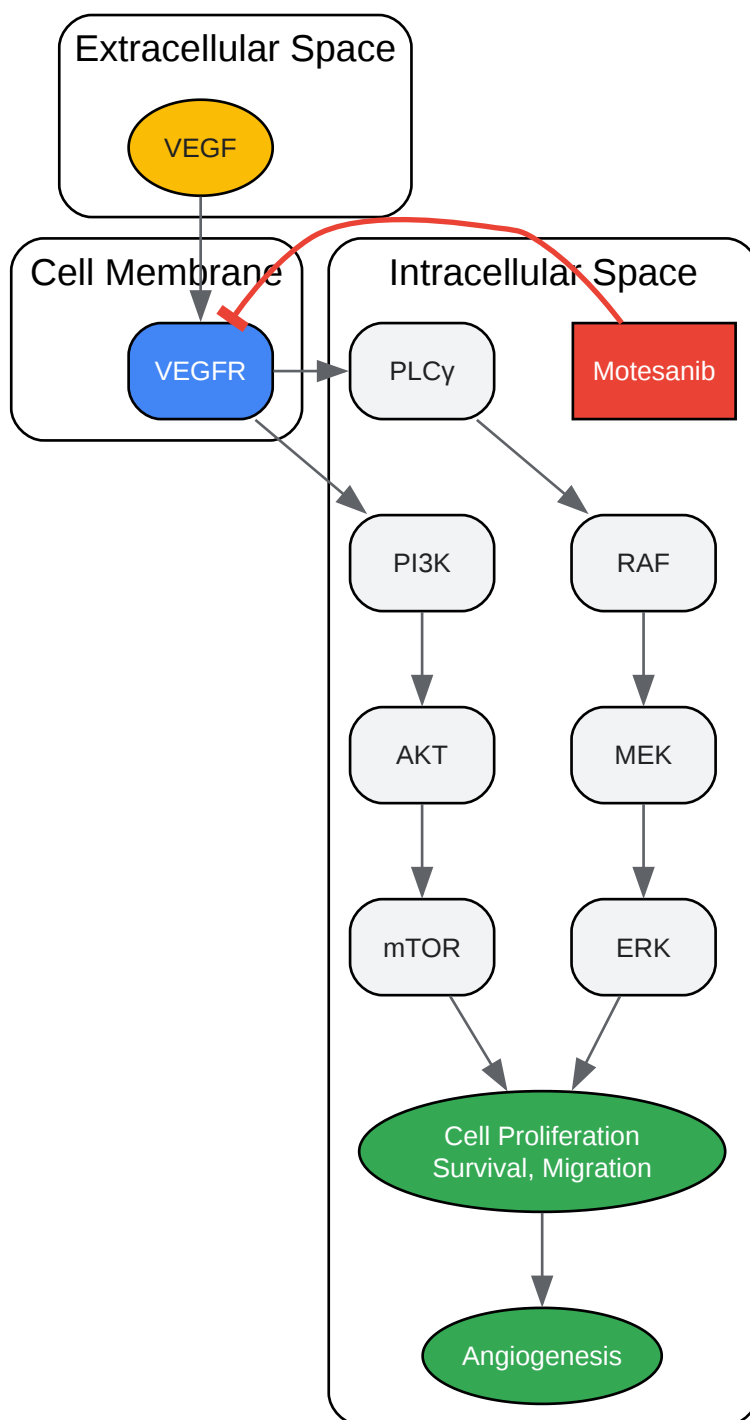 Extracellular Space
VEGF
Cell Membrane
Intracellular Space
VEGFR
PLCγ
Motesanib
PI3K
RAF
AKT
MEK
mTOR
ERK
Cell Proliferation
Survival, Migration
Angiogenesis